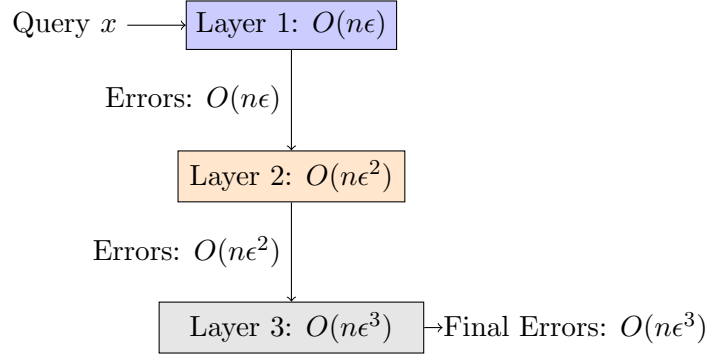 Query x
Layer 1: O(nϵ)
Errors: O(nϵ)
Layer 2: O(nϵ²)
Errors: O(nϵ²)
Layer 3: O(nϵ³)
Final Errors: O(nϵ³)